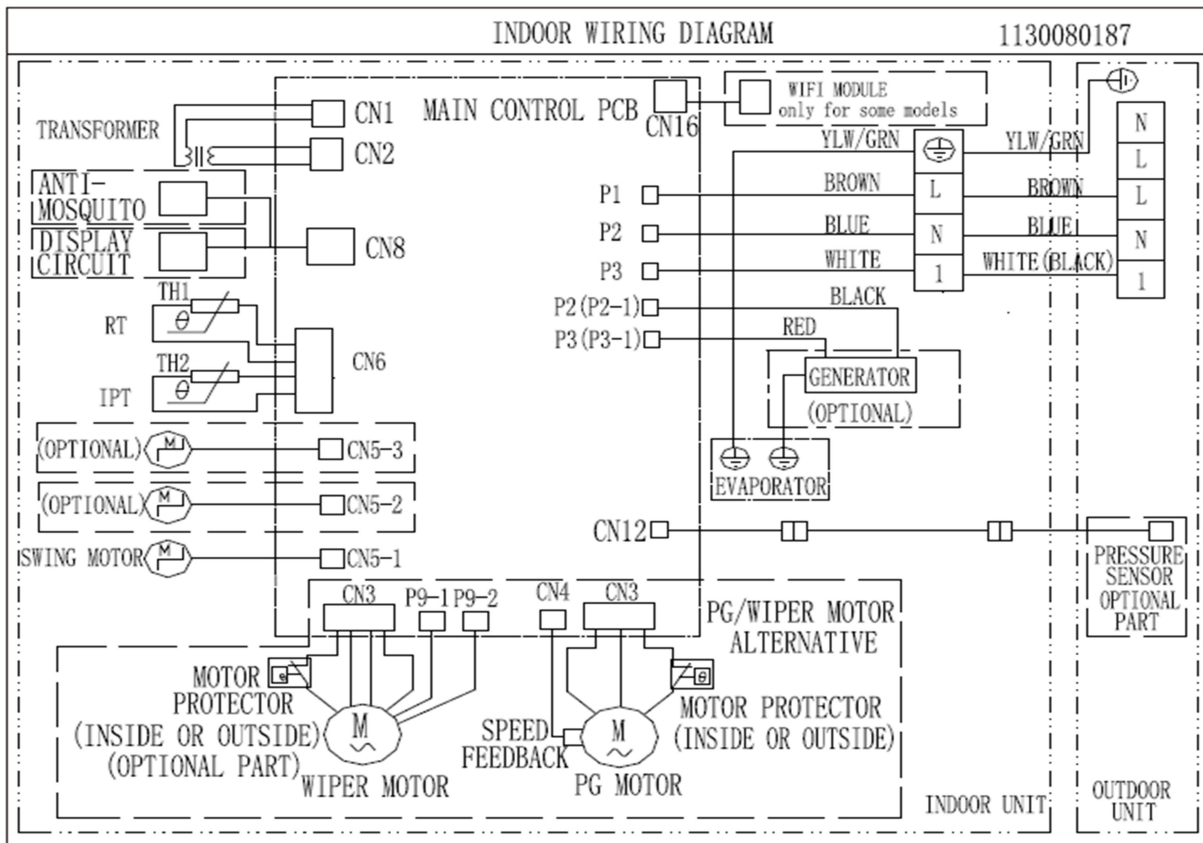 INDOOR WIRING DIAGRAM
1130080187
TRANSFORMER
CN1
CN2
MAIN CONTROL PCB
CN16
WIFI MODULE
only for some models
ANTI-
MOSQUITO
DISPLAY
CIRCUIT
CN8
YLW/GRN
YLW/GRN
P1
BROWN
L
BROWN
P2
BLUE
N
BLUE
P3
WHITE
1
WHITE(BLACK)
N
L
L
N
1
P2(P2-1)
BLACK
P3(P3-1)
RED
GENERATOR
(OPTIONAL)
EVAPORATOR
TH1
θ
RT
TH2
θ
IPT
CN6
(OPTIONAL)
M
CN5-3
(OPTIONAL)
M
CN5-2
SWING MOTOR
M
CN5-1
CN12
PRESSURE
SENSOR
OPTIONAL
PART
CN3
P9-1
P9-2
CN4
CN3
PG/WIPER MOTOR
ALTERNATIVE
MOTOR
PROTECTOR
(INSIDE OR OUTSIDE)
(OPTIONAL PART)
θ
M
WIPER MOTOR
SPEED
FEEDBACK
M
PG MOTOR
θ
MOTOR PROTECTOR
(INSIDE OR OUTSIDE)
INDOOR UNIT
OUTDOOR
UNIT